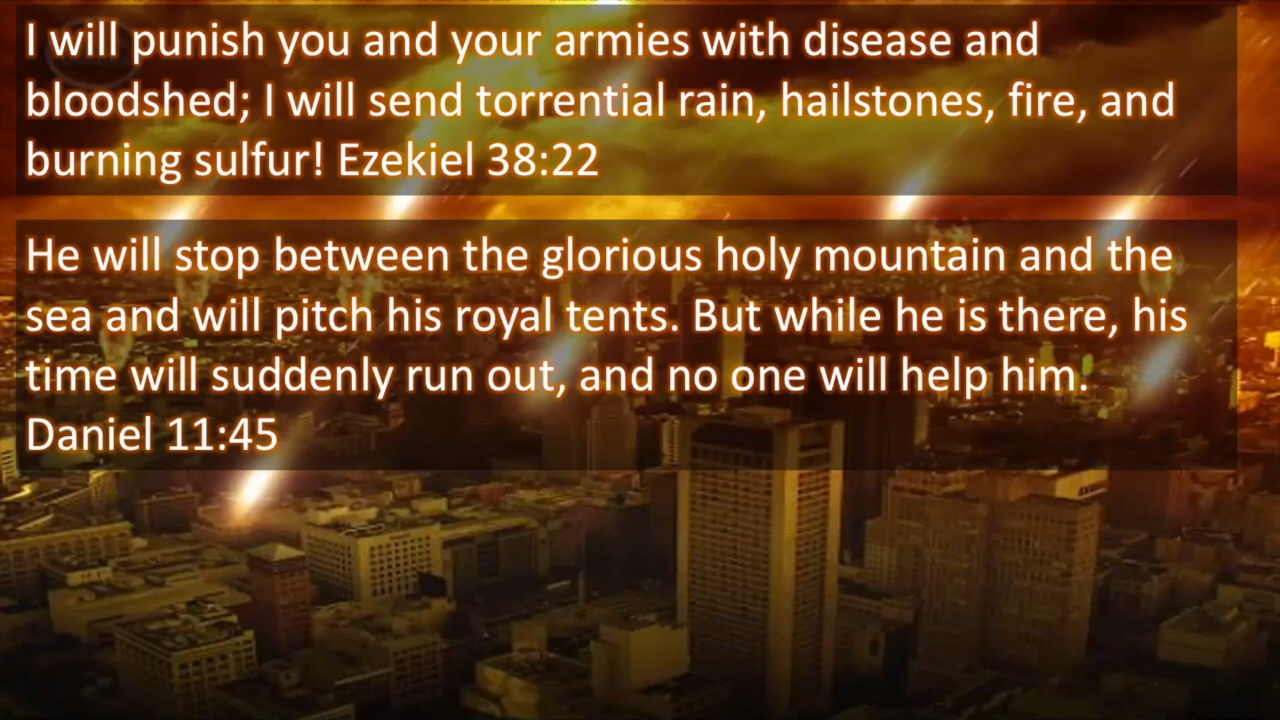 I will punish you and your armies with disease and
bloodshed; I will send torrential rain, hailstones, fire, and
burning sulfur! Ezekiel 38:22
He will stop between the glorious holy mountain and the
sea and will pitch his royal tents. But while he is there, his
time will suddenly run out, and no one will help him.
Daniel 11:45